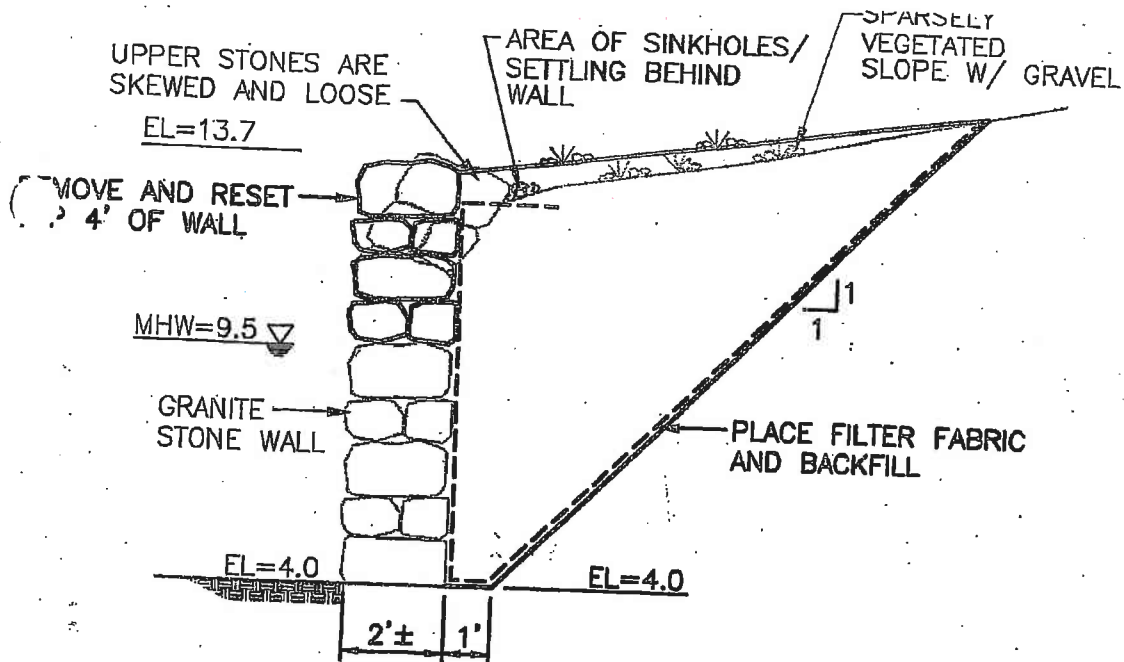 UPPER STONES ARE
SKEWED AND LOOSE
AREA OF SINKHOLES/
SETTLING BEHIND
WALL
SPARSELY
VEGETATED
SLOPE W/ GRAVEL
EL=13.7
MOVE AND RESET
4' OF WALL
MHW=9.5
1
1
GRANITE
STONE WALL
PLACE FILTER FABRIC
AND BACKFILL
EL=4.0
EL=4.0
2'±
1'